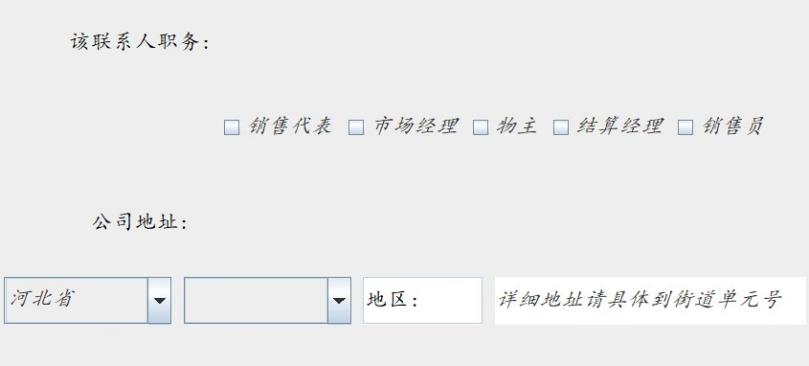 该联系人职务：
销售代表 市场经理 物主 结算经理 销售员
公司地址：
河北省 地区： 详细地址请具体到街道单元号